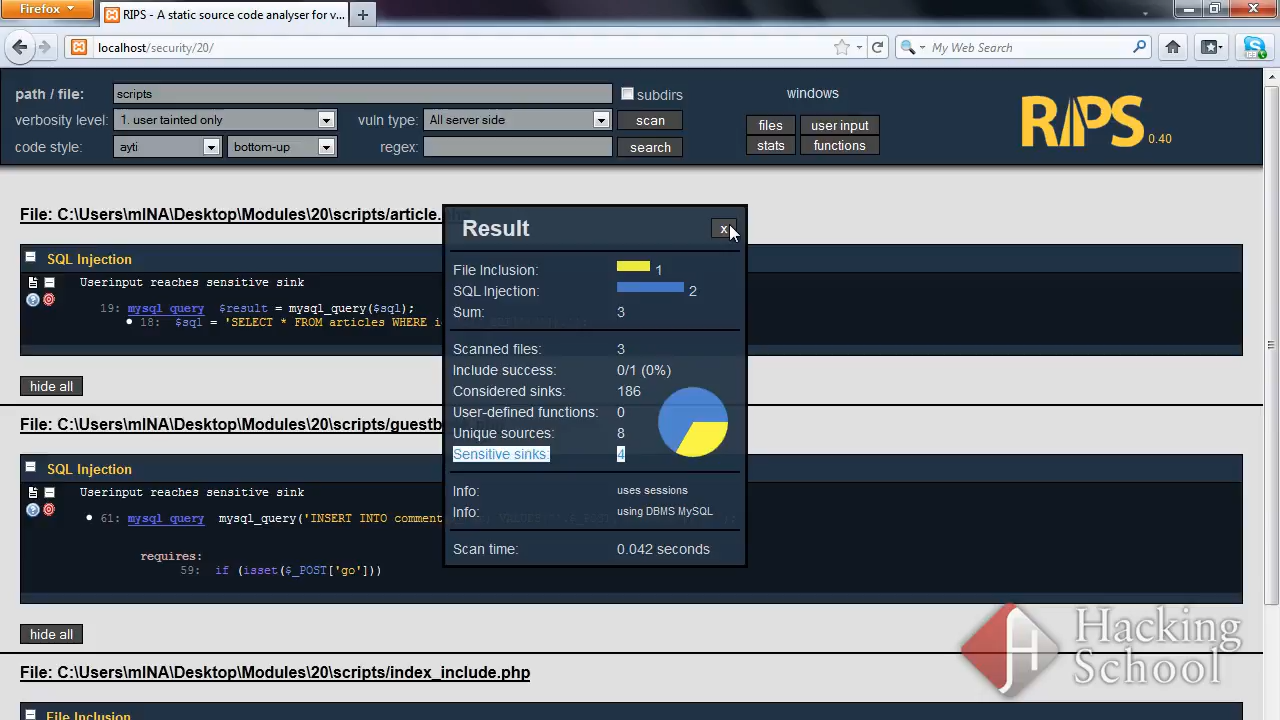 Firefox
RIPS - A static source code analyser for v...
localhost/security/20/
My Web Search
path / file: scripts subdirs
verbosity level: 1. user tainted only vuln type: All server side scan
code style: ayti bottom-up regex: search
windows
files user input
stats functions
RIPS 0.40
File: C:\Users\mINA\Desktop\Modules\20\scripts/article.php
SQL Injection
Userinput reaches sensitive sink
19: mysql_query $result = mysql_query($sql);
18: $sql = 'SELECT * FROM articles WHERE
hide all
File: C:\Users\mINA\Desktop\Modules\20\scripts/guestb
SQL Injection
Userinput reaches sensitive sink
61: mysql_query mysql_query('INSERT INTO comment
requires:
59: if (isset($_POST['go']))
hide all
File: C:\Users\mINA\Desktop\Modules\20\scripts/index_include.php
File Inclusion
Result x
File Inclusion: 1
SQL Injection: 2
Sum: 3
Scanned files: 3
Include success: 0/1 (0%)
Considered sinks: 186
User-defined functions: 0
Unique sources: 8
Sensitive sinks: 4
Info: uses sessions
Info: using DBMS MySQL
Scan time: 0.042 seconds
Hacking
School